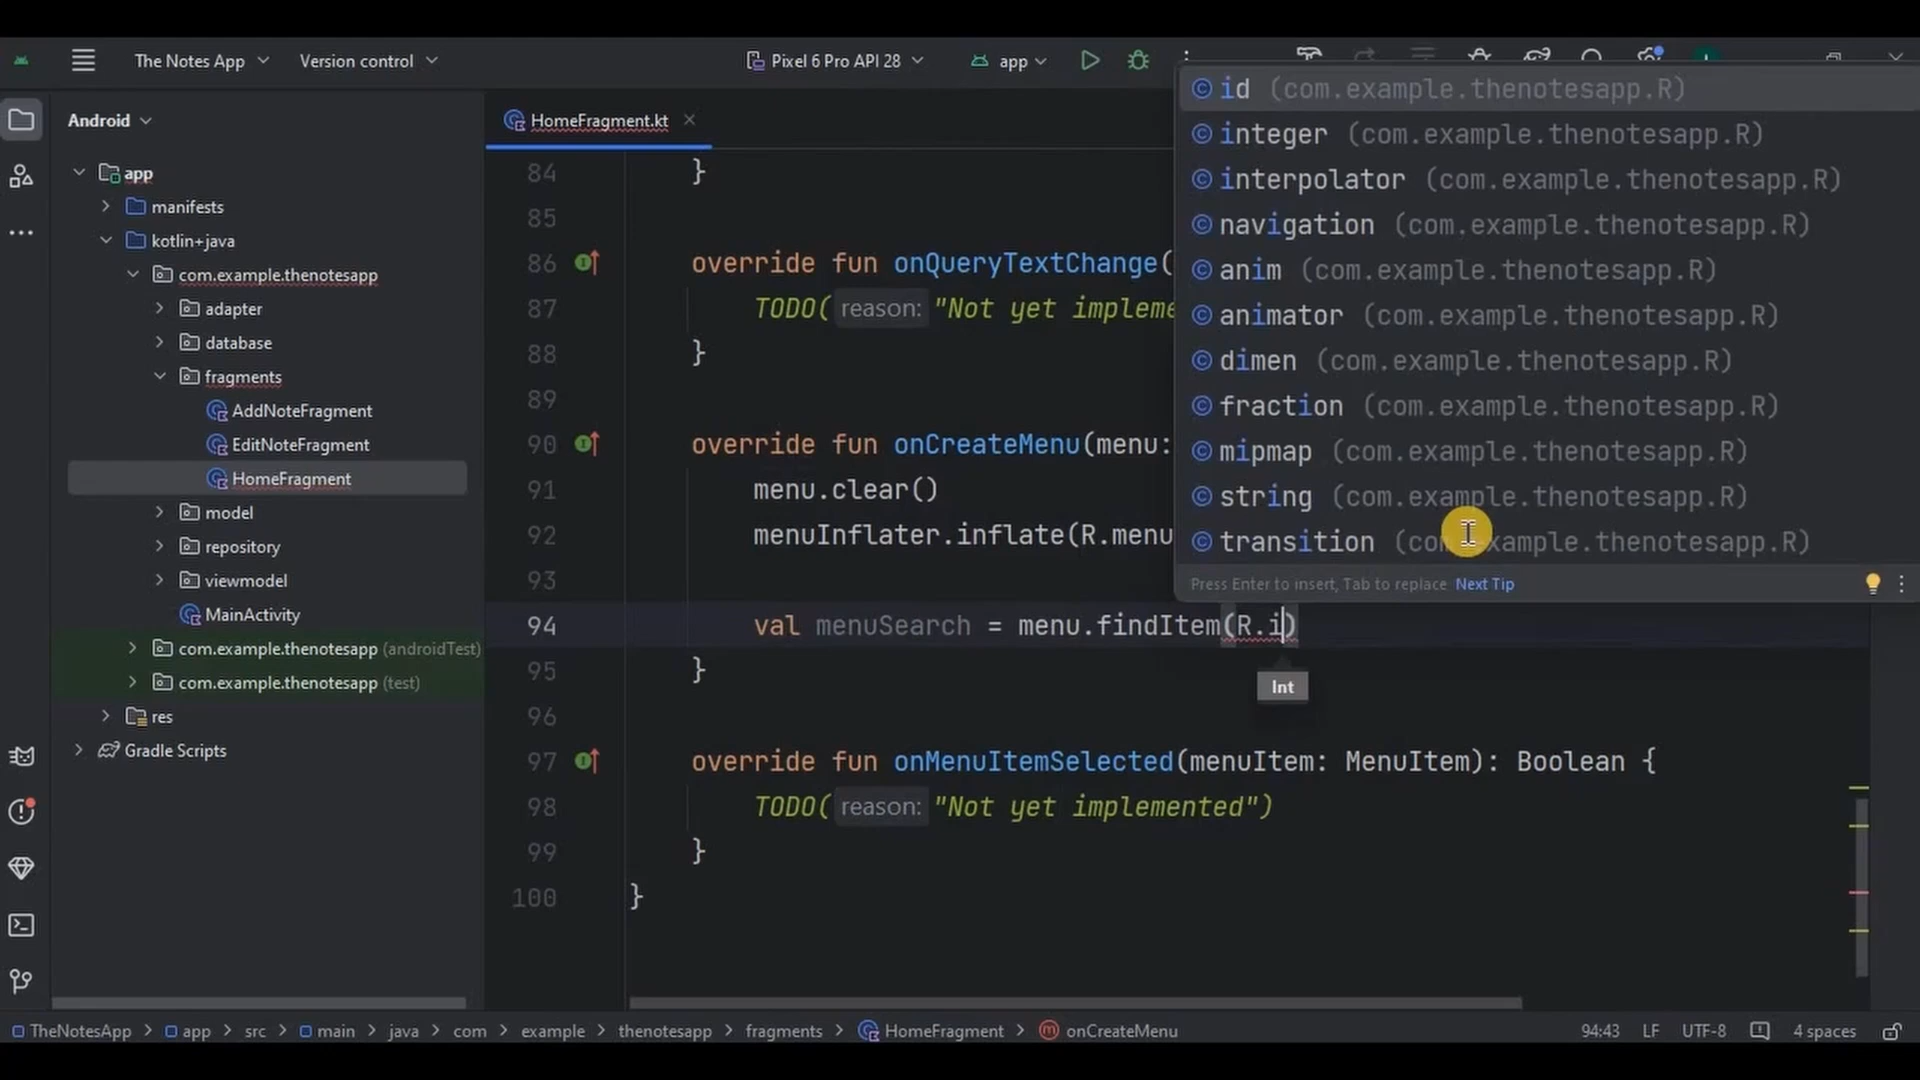 The Notes App
Version control
Pixel 6 Pro API 28
app
Android
app
manifests
kotlin+java
com.example.thenotesapp
adapter
database
fragments
AddNoteFragment
EditNoteFragment
HomeFragment
model
repository
viewmodel
MainActivity
com.example.thenotesapp (androidTest)
com.example.thenotesapp (test)
res
Gradle Scripts
HomeFragment.kt
84 }
85
86 override fun onQueryTextChange(
87 TODO( reason: "Not yet impleme
88 }
89
90 override fun onCreateMenu(menu:
91 menu.clear()
92 menuInflater.inflate(R.menu
93
94 val menuSearch = menu.findItem(R.i)
95 }
96
97 override fun onMenuItemSelected(menuItem: MenuItem): Boolean {
98 TODO( reason: "Not yet implemented")
99 }
100 }
id (com.example.thenotesapp.R)
integer (com.example.thenotesapp.R)
interpolator (com.example.thenotesapp.R)
navigation (com.example.thenotesapp.R)
anim (com.example.thenotesapp.R)
animator (com.example.thenotesapp.R)
dimen (com.example.thenotesapp.R)
fraction (com.example.thenotesapp.R)
mipmap (com.example.thenotesapp.R)
string (com.example.thenotesapp.R)
transition (com.example.thenotesapp.R)
Press Enter to insert, Tab to replace Next Tip
Int
TheNotesApp > app > src > main > java > com > example > thenotesapp > fragments > HomeFragment > onCreateMenu
94:43 LF UTF-8 4 spaces